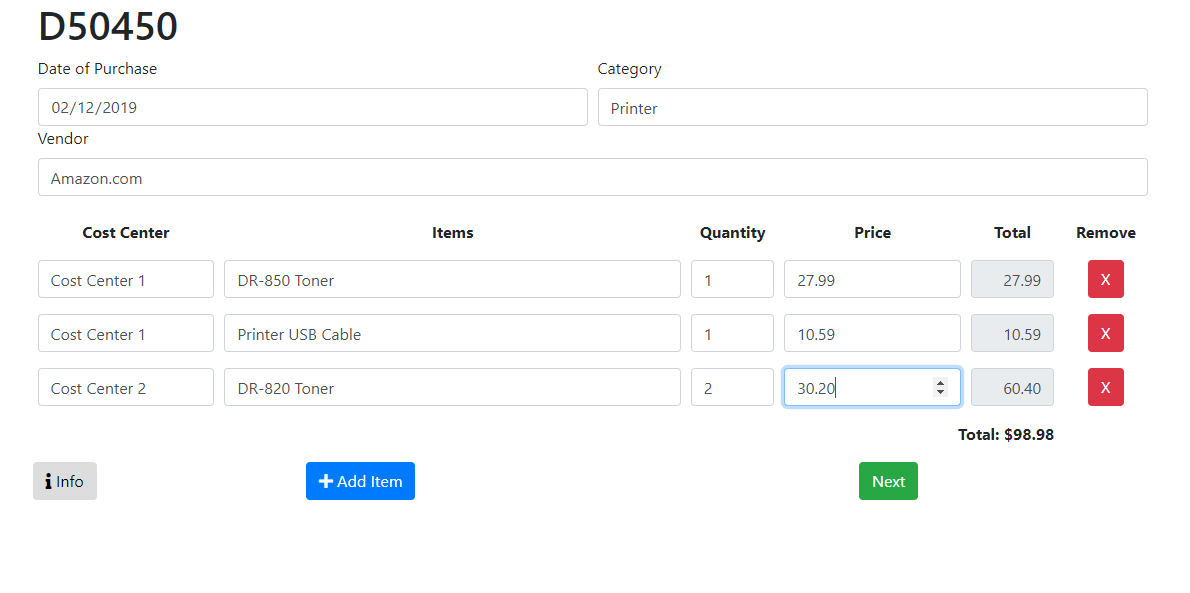 D50450
Date of Purchase Category
02/12/2019 Printer
Vendor
Amazon.com
Cost Center Items Quantity Price Total Remove
Cost Center 1 DR-850 Toner 1 27.99 27.99 X
Cost Center 1 Printer USB Cable 1 10.59 10.59 X
Cost Center 2 DR-820 Toner 2 30.20 60.40 X
Total: $98.98
Info Add Item Next